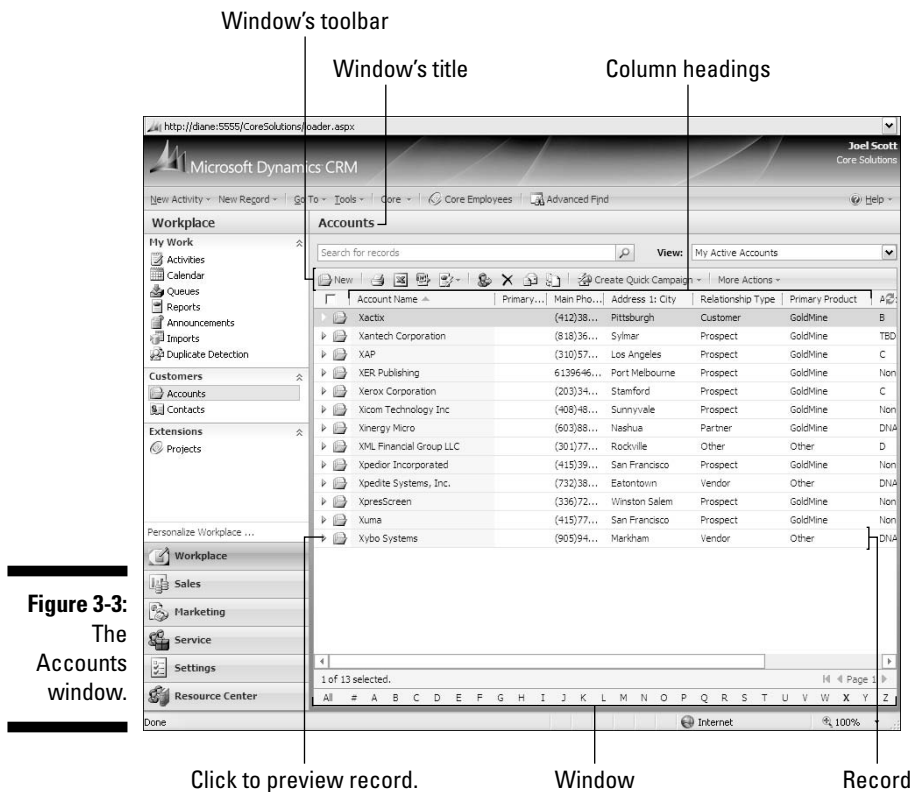 Window's toolbar
Window's title
Column headings
http://diane:5555/CoreSolutions/loader.aspx
Microsoft Dynamics CRM
Joel Scott
Core Solutions
New Activity New Record Go To Tools Core Core Employees Advanced Find Help
Workplace
My Work
Activities
Calendar
Queues
Reports
Announcements
Imports
Duplicate Detection
Customers
Accounts
Contacts
Extensions
Projects
Personalize Workplace ...
Workplace
Sales
Marketing
Service
Settings
Resource Center
Accounts
Search for records View: My Active Accounts
New Create Quick Campaign More Actions
Account Name Primary... Main Pho... Address 1: City Relationship Type Primary Product
Xactix (412)38... Pittsburgh Customer GoldMine B
Xantech Corporation (818)36... Sylmar Prospect GoldMine TBD
XAP (310)57... Los Angeles Prospect GoldMine C
XER Publishing 6139646... Port Melbourne Prospect GoldMine Non
Xerox Corporation (203)34... Stamford Prospect GoldMine C
Xicom Technology Inc (408)48... Sunnyvale Prospect GoldMine Non
Xinergy Micro (603)88... Nashua Partner GoldMine DNA
XML Financial Group LLC (301)77... Rockville Other Other D
Xpedior Incorporated (415)39... San Francisco Prospect GoldMine Non
Xpedite Systems, Inc. (732)38... Eatontown Vendor Other DNA
XpresScreen (336)72... Winston Salem Prospect GoldMine Non
Xuma (415)77... San Francisco Prospect GoldMine Non
Xybo Systems (905)94... Markham Vendor Other DNA
1 of 13 selected. Page 1
All # A B C D E F G H I J K L M N O P Q R S T U V W X Y Z
Done Internet 100%
Figure 3-3:
The
Accounts
window.
Click to preview record.
Window
Record